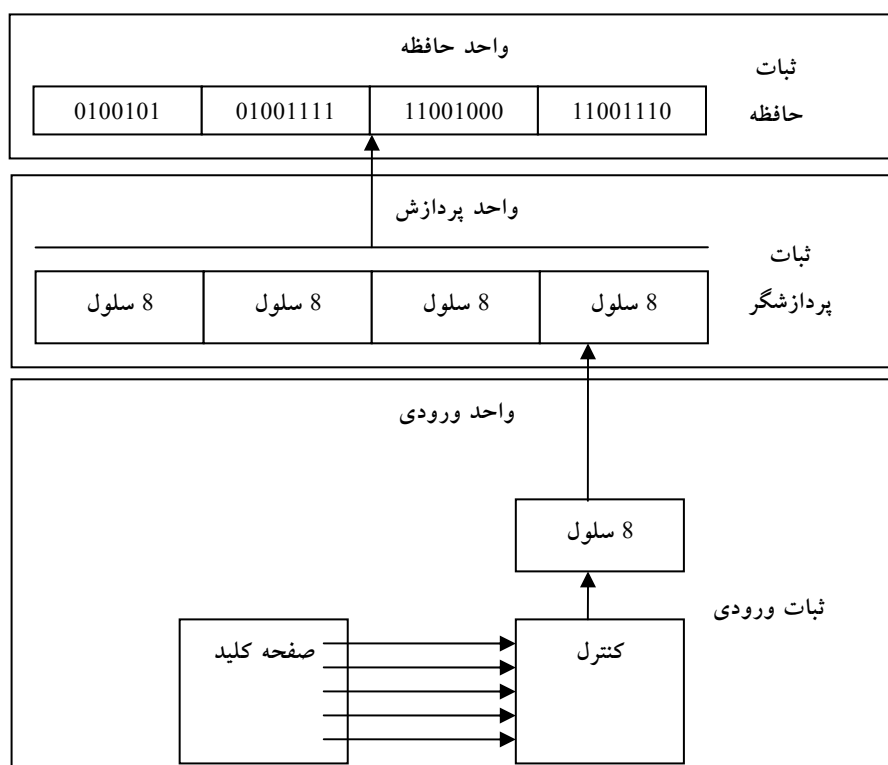 واحد حافظه
ثبات
حافظه
0100101 01001111 11001000 11001110
واحد پردازش
ثبات
پردازشگر
8 سلول 8 سلول 8 سلول 8 سلول
واحد ورودی
8 سلول
ثبات ورودی
صفحه کلید
کنترل